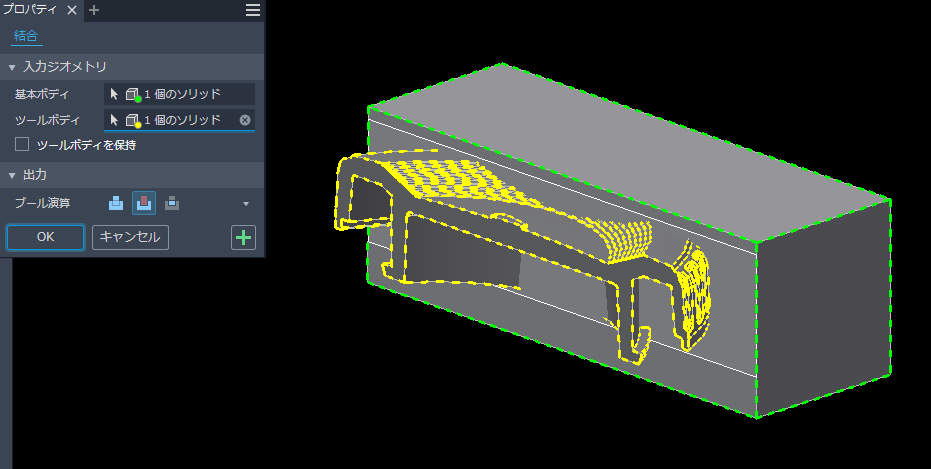 プロパティ
結合
入力ジオメトリ
基本ボディ 1 個のソリッド
ツールボディ 1 個のソリッド
ツールボディを保持
出力
ブール演算
OK キャンセル